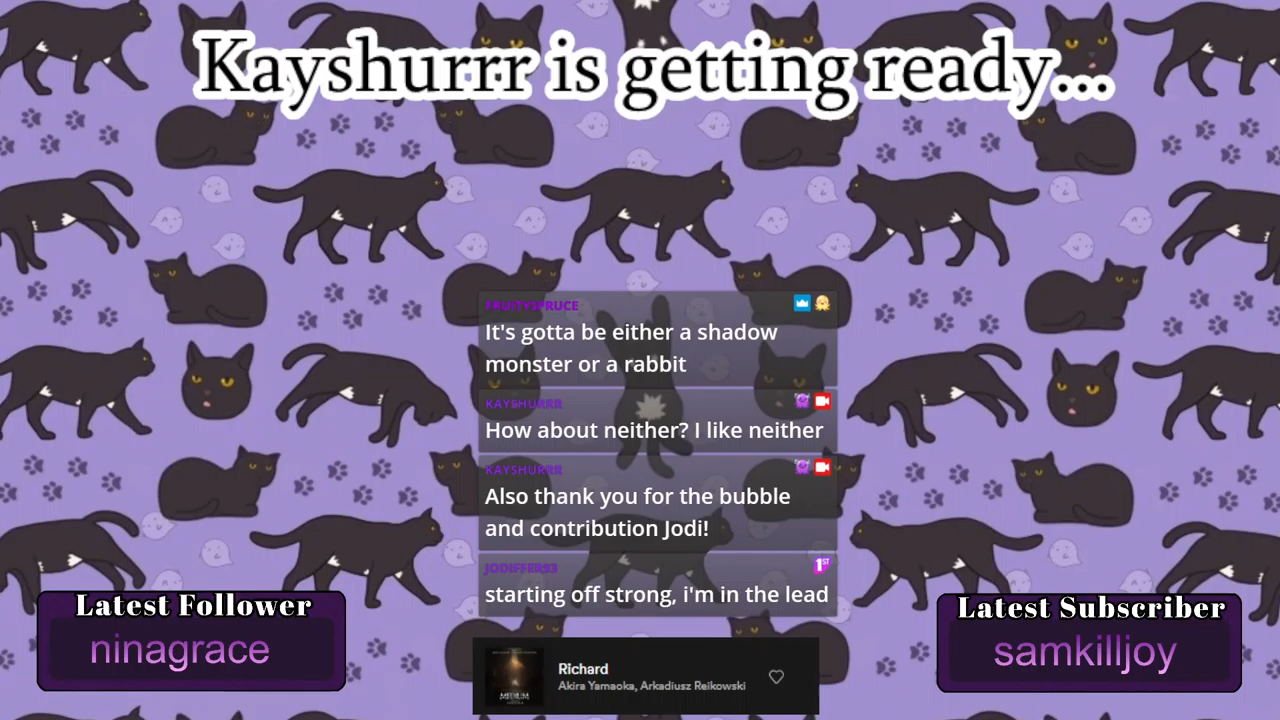 Kayshurrr is getting ready...
FRUITYSPRUCE
It's gotta be either a shadow
monster or a rabbit
KAYSHURRR
How about neither? I like neither
KAYSHURRR
Also thank you for the bubble
and contribution Jodi!
JODIFFER93
1ST
starting off strong, i'm in the lead
Latest Follower
ninagrace
Latest Subscriber
samkilljoy
MEDIUM
Richard
Akira Yamaoka, Arkadiusz Reikowski